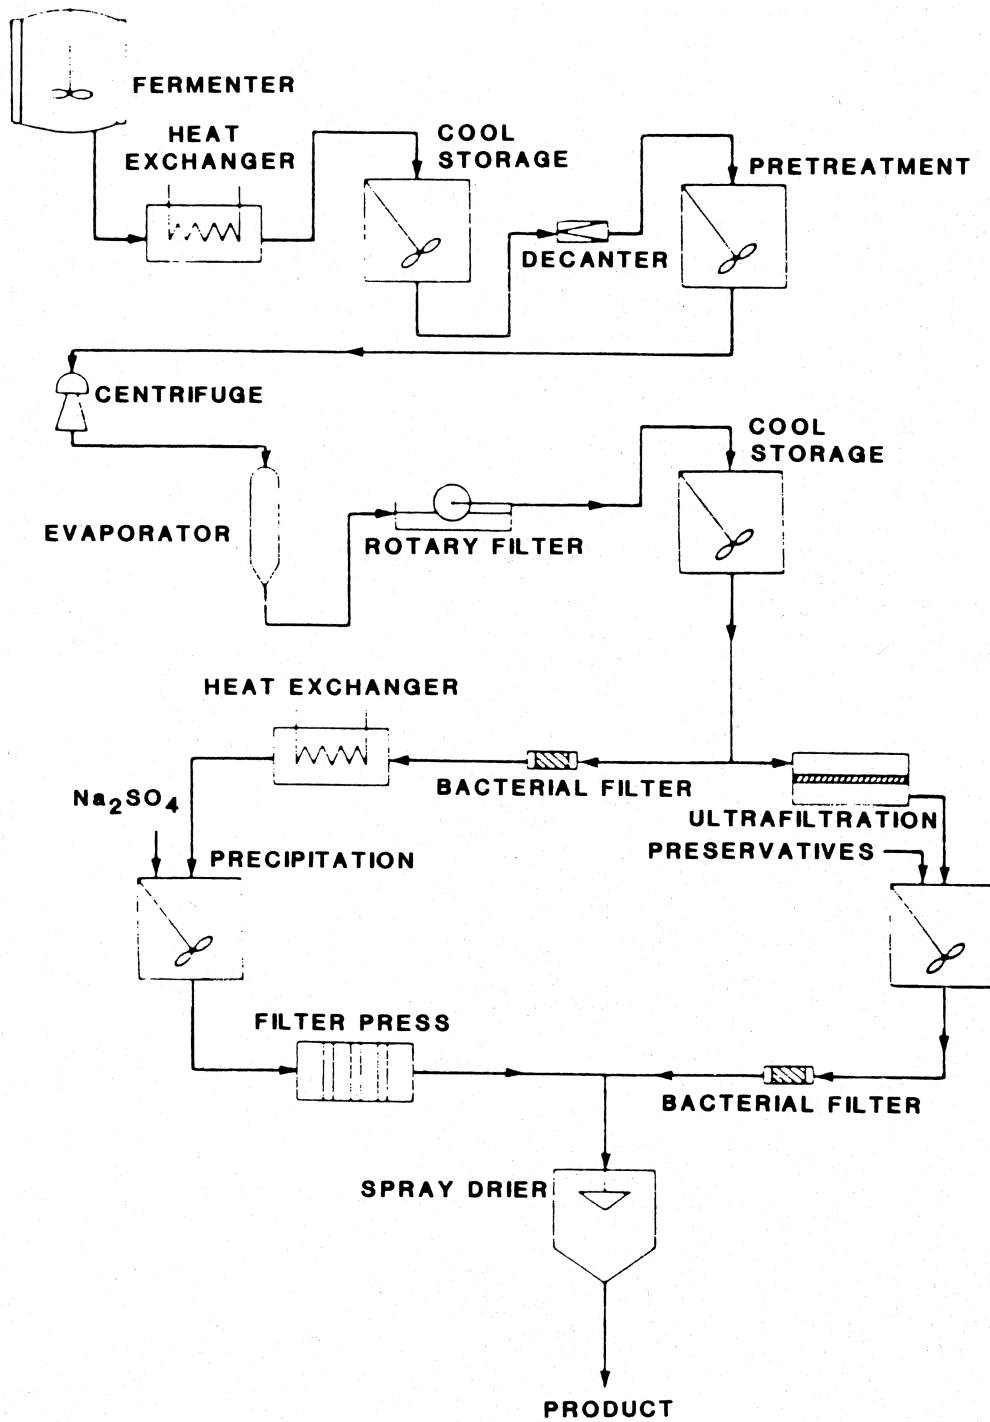 FERMENTER
HEAT
EXCHANGER
COOL
STORAGE
DECANTER
PRETREATMENT
CENTRIFUGE
EVAPORATOR
ROTARY FILTER
COOL
STORAGE
HEAT EXCHANGER
BACTERIAL FILTER
ULTRAFILTRATION
Na₂SO₄
PRESERVATIVES
PRECIPITATION
FILTER PRESS
BACTERIAL FILTER
SPRAY DRIER
PRODUCT